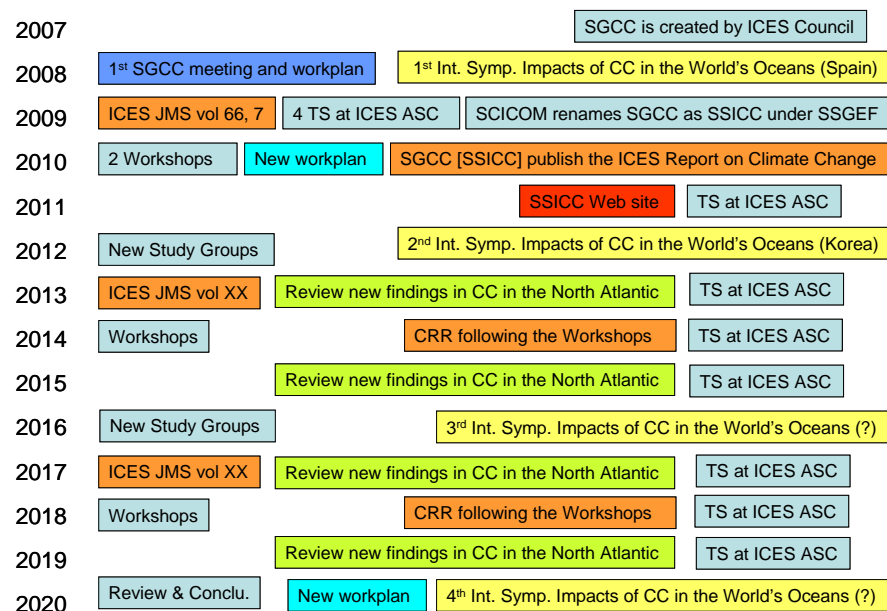 2007 SGCC is created by ICES Council
2008 1st SGCC meeting and workplan 1st Int. Symp. Impacts of CC in the World's Oceans (Spain)
2009 ICES JMS vol 66, 7 4 TS at ICES ASC SCICOM renames SGCC as SSICC under SSGEF
2010 2 Workshops New workplan SGCC [SSICC] publish the ICES Report on Climate Change
2011 SSICC Web site TS at ICES ASC
2012 New Study Groups 2nd Int. Symp. Impacts of CC in the World's Oceans (Korea)
2013 ICES JMS vol XX Review new findings in CC in the North Atlantic TS at ICES ASC
2014 Workshops CRR following the Workshops TS at ICES ASC
2015 Review new findings in CC in the North Atlantic TS at ICES ASC
2016 New Study Groups 3rd Int. Symp. Impacts of CC in the World's Oceans (?)
2017 ICES JMS vol XX Review new findings in CC in the North Atlantic TS at ICES ASC
2018 Workshops CRR following the Workshops TS at ICES ASC
2019 Review new findings in CC in the North Atlantic TS at ICES ASC
2020 Review & Conclu. New workplan 4th Int. Symp. Impacts of CC in the World's Oceans (?)